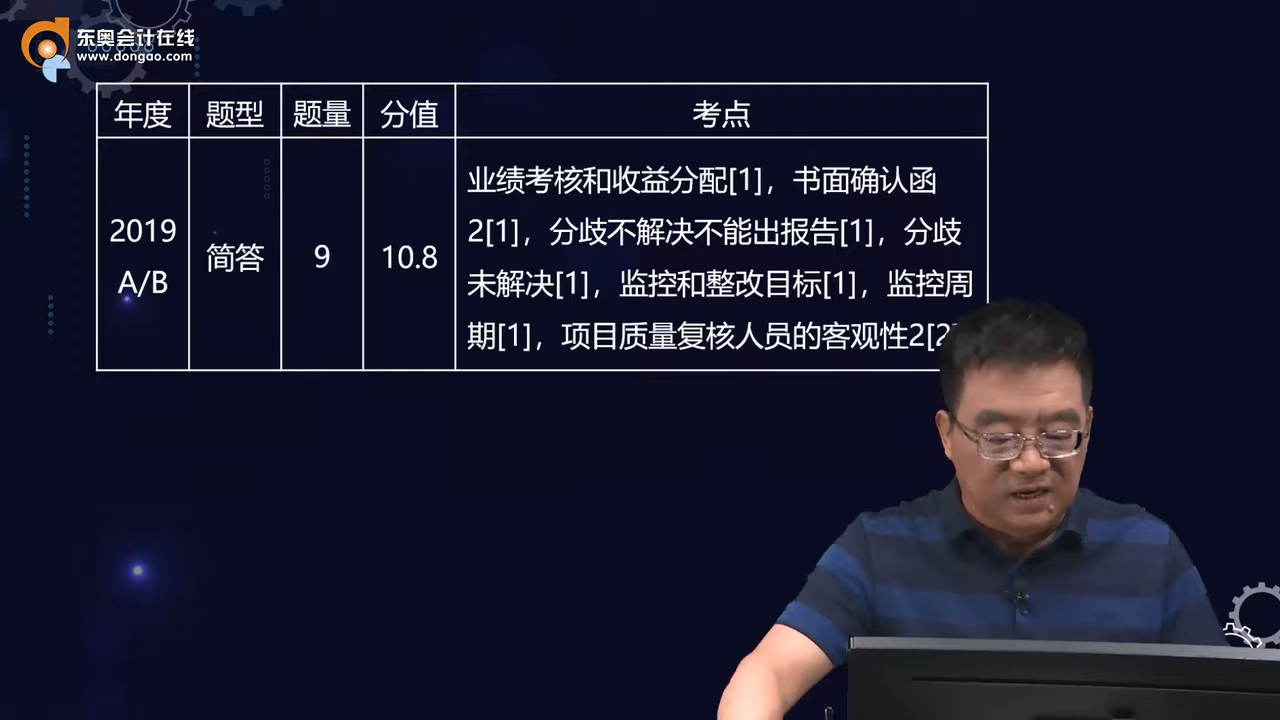 东奥会计在线
www.dongao.com
年度 题型 题量 分值 考点
2019
A/B
简答
9
10.8
业绩考核和收益分配[1]，书面确认函
2[1]，分歧不解决不能出报告[1]，分歧
未解决[1]，监控和整改目标[1]，监控周
期[1]，项目质量复核人员的客观性2[2